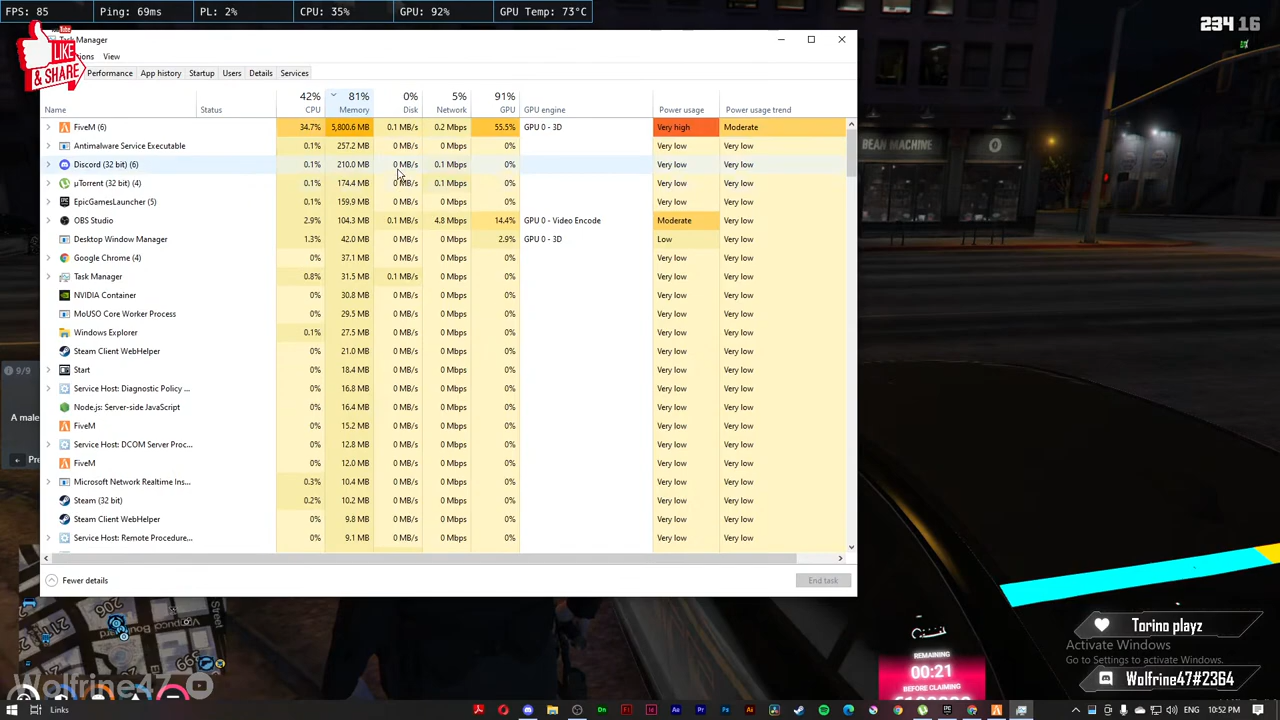 FPS: 85 Ping: 69ms PL: 2% CPU: 35% GPU: 92% GPU Temp: 73°C
234 16
YouTube
LIKE & SHARE
Task Manager
View
Performance App history Startup Users Details Services
42% 81% 0% 5% 91%
Name Status CPU Memory Disk Network GPU GPU engine Power usage Power usage trend
FiveM (6) 34.7% 5,800.6 MB 0.1 MB/s 0.2 Mbps 55.5% GPU 0 - 3D Very high Moderate
Antimalware Service Executable 0.1% 257.2 MB 0 MB/s 0 Mbps 0% Very low Very low
Discord (32 bit) (6) 0.1% 210.0 MB 0 MB/s 0.1 Mbps 0% Very low Very low
µTorrent (32 bit) (4) 0.1% 174.4 MB 0 MB/s 0.1 Mbps 0% Very low Very low
EpicGamesLauncher (5) 0.1% 159.9 MB 0 MB/s 0 Mbps 0% Very low Very low
OBS Studio 2.9% 104.3 MB 0.1 MB/s 4.8 Mbps 14.4% GPU 0 - Video Encode Moderate Very low
Desktop Window Manager 1.3% 42.0 MB 0 MB/s 0 Mbps 2.9% GPU 0 - 3D Low Very low
Google Chrome (4) 0% 37.1 MB 0 MB/s 0 Mbps 0% Very low Very low
Task Manager 0.8% 31.5 MB 0.1 MB/s 0 Mbps 0% Very low Very low
NVIDIA Container 0% 30.8 MB 0 MB/s 0 Mbps 0% Very low Very low
MoUSO Core Worker Process 0% 29.5 MB 0 MB/s 0 Mbps 0% Very low Very low
Windows Explorer 0.1% 27.5 MB 0 MB/s 0 Mbps 0% Very low Very low
Steam Client WebHelper 0% 21.0 MB 0 MB/s 0 Mbps 0% Very low Very low
Start 0% 18.4 MB 0 MB/s 0 Mbps 0% Very low Very low
Service Host: Diagnostic Policy ... 0% 16.8 MB 0 MB/s 0 Mbps 0% Very low Very low
Node.js: Server-side JavaScript 0% 16.4 MB 0 MB/s 0 Mbps 0% Very low Very low
FiveM 0% 15.2 MB 0 MB/s 0 Mbps 0% Very low Very low
Service Host: DCOM Server Proc... 0% 12.8 MB 0 MB/s 0 Mbps 0% Very low Very low
FiveM 0% 12.0 MB 0 MB/s 0 Mbps 0% Very low Very low
Microsoft Network Realtime Ins... 0.3% 10.4 MB 0 MB/s 0 Mbps 0% Very low Very low
Steam (32 bit) 0.2% 10.2 MB 0 MB/s 0 Mbps 0% Very low Very low
Steam Client WebHelper 0% 9.8 MB 0 MB/s 0 Mbps 0% Very low Very low
Service Host: Remote Procedure... 0% 9.1 MB 0 MB/s 0 Mbps 0% Very low Very low
Fewer details End task
BEAN MACHINE
9/9
A male
Pre
Torino playz
Activate Windows
Go to Settings to activate Windows.
Wolfrine47#2364
REMAINING
00:21
BEFORE CLAIMING
Wolfrine47
Links
10:52 PM